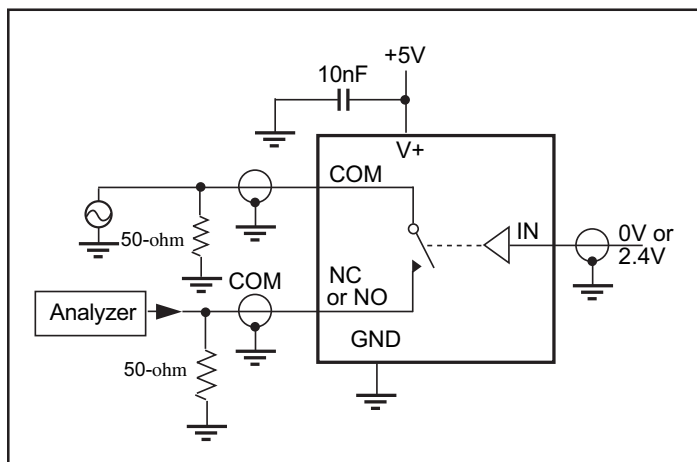 +5V
10nF
V+
COM
IN
0V or
2.4V
50-ohm
COM
NC
or NO
Analyzer
GND
50-ohm